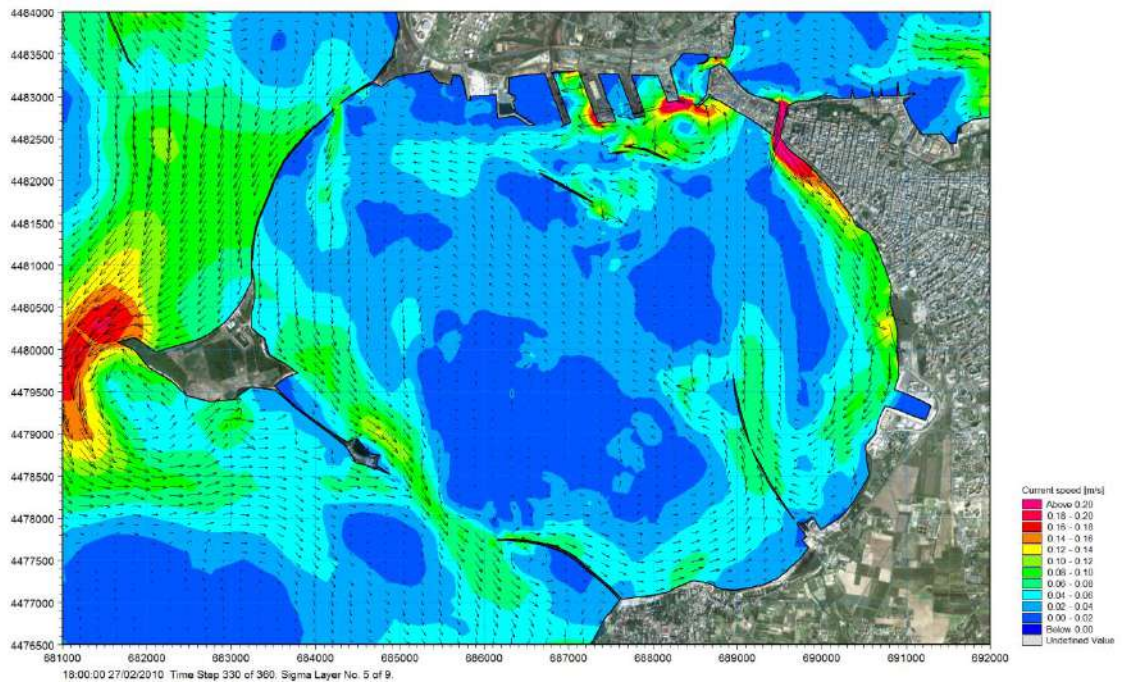 4484000
4483500
4483000
4482500
4482000
4481500
4481000
4480500
4480000
4479500
4479000
4478500
4478000
4477500
4477000
4476500
681000 682000 683000 684000 685000 686000 687000 688000 689000 690000 691000 692000
18:00:00 27/02/2010 Time Step 330 of 360. Sigma Layer No. 5 of 9.
Current speed [m/s]
Above 0.20
0.18 - 0.20
0.16 - 0.18
0.14 - 0.16
0.12 - 0.14
0.10 - 0.12
0.08 - 0.10
0.06 - 0.08
0.04 - 0.06
0.02 - 0.04
0.00 - 0.02
Below 0.00
Undefined Value